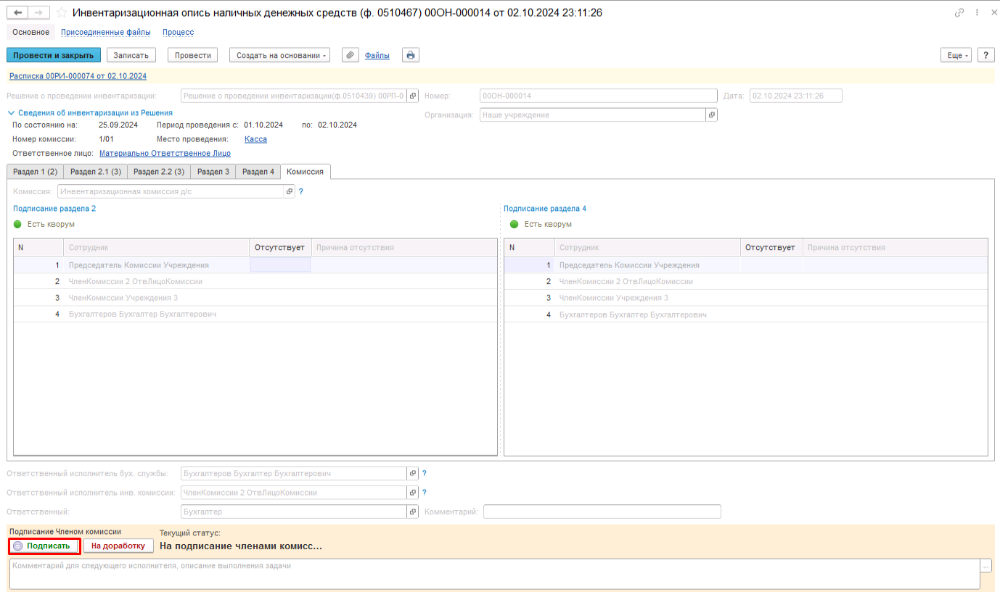 Инвентаризационная опись наличных денежных средств (ф. 0510467) 00ОН-000014 от 02.10.2024 23:11:26
Основное Присоединенные файлы Процесс
Провести и закрыть Записать Провести Создать на основании Файлы Еще ?
Расписка 00РИ-000074 от 02.10.2024
Решение о проведении инвентаризации: Решение о проведении инвентаризации(ф.0510439) 00РП-0 Номер: 00ОН-000014 Дата: 02.10.2024 23:11:26
Сведения об инвентаризации из Решения Организация: Наше учреждение
По состоянию на: 25.09.2024 Период проведения с: 01.10.2024 по: 02.10.2024
Номер комиссии: 1/01 Место проведения: Касса
Ответственное лицо: Материально Ответственное Лицо
Раздел 1 (2) Раздел 2.1 (3) Раздел 2.2 (3) Раздел 3 Раздел 4 Комиссия
Комиссия: Инвентаризационная комиссия д/с ?
Подписание раздела 2 Подписание раздела 4
Есть кворум Есть кворум
N Сотрудник Отсутствует Причина отсутствия N Сотрудник Отсутствует Причина отсутствия
1 Председатель Комиссии Учреждения 1 Председатель Комиссии Учреждения
2 ЧленКомиссии 2 ОтвЛицоКомиссии 2 ЧленКомиссии 2 ОтвЛицоКомиссии
3 ЧленКомиссии Учреждения 3 3 ЧленКомиссии Учреждения 3
4 Бухгалтеров Бухгалтер Бухгалтерович 4 Бухгалтеров Бухгалтер Бухгалтерович
Ответственный исполнитель бух. службы: Бухгалтеров Бухгалтер Бухгалтерович ?
Ответственный исполнитель инв. комиссии: ЧленКомиссии 2 ОтвЛицоКомиссии ?
Ответственный: Бухгалтер Комментарий:
Подписание Членом комиссии Текущий статус:
Подписать На доработку На подписание членами комисс...
Комментарий для следующего исполнителя, описание выполнения задачи ...